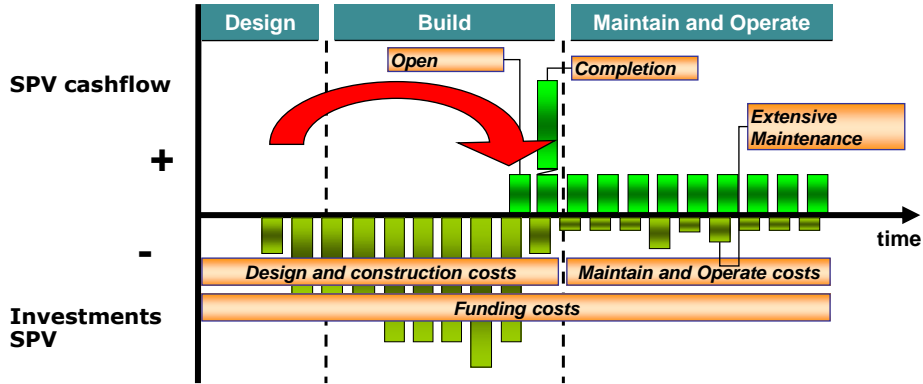 Design
Build
Maintain and Operate
Open
Completion
SPV cashflow
Extensive
Maintenance
+
time
-
Design and construction costs
Maintain and Operate costs
Funding costs
Investments
SPV